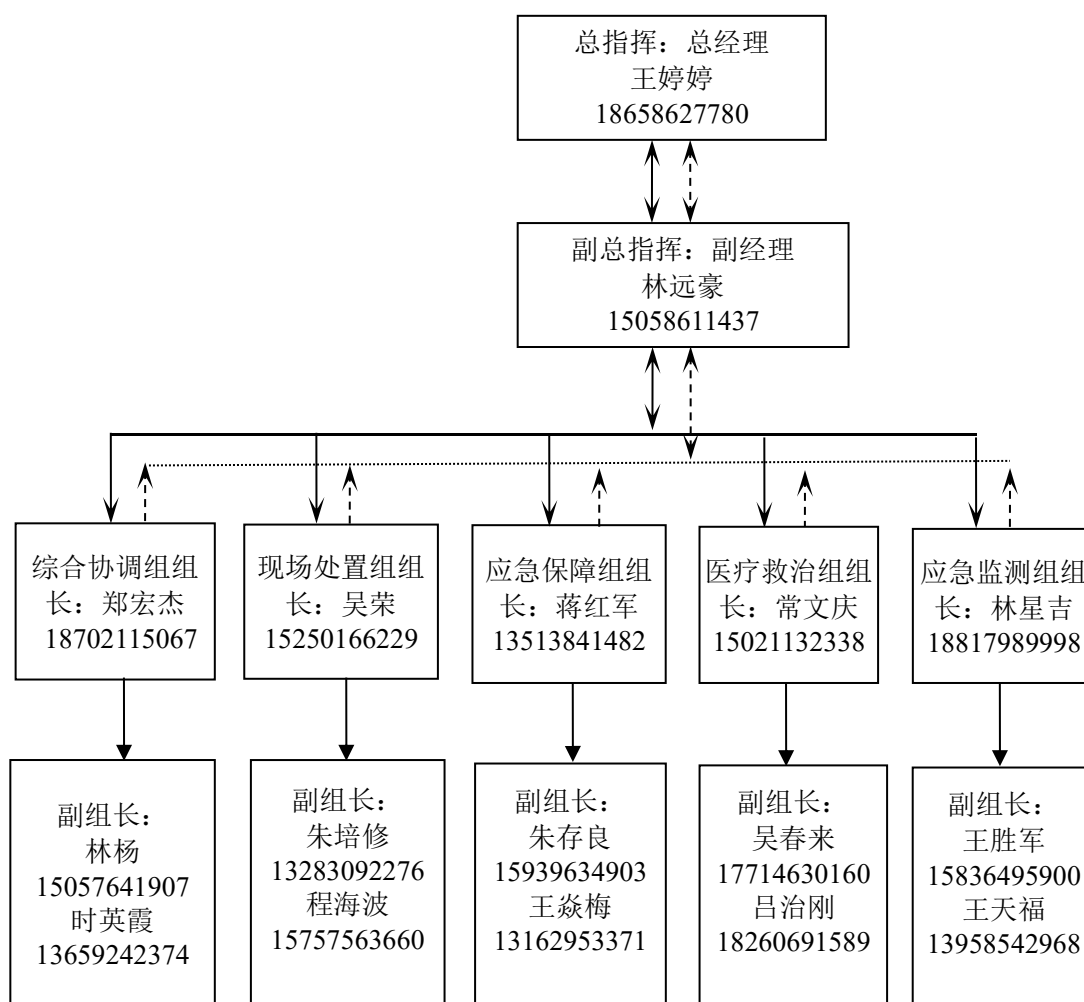 总指挥：总经理
王婷婷
18658627780
副总指挥：副经理
林远豪
15058611437
综合协调组组
长：郑宏杰
18702115067
现场处置组组
长：吴荣
15250166229
应急保障组组
长：蒋红军
13513841482
医疗救治组组
长：常文庆
15021132338
应急监测组组
长：林星吉
18817989998
副组长：
林杨
15057641907
时英霞
13659242374
副组长：
朱培修
13283092276
程海波
15757563660
副组长：
朱存良
15939634903
王焱梅
13162953371
副组长：
吴春来
17714630160
吕治刚
18260691589
副组长：
王胜军
15836495900
王天福
13958542968